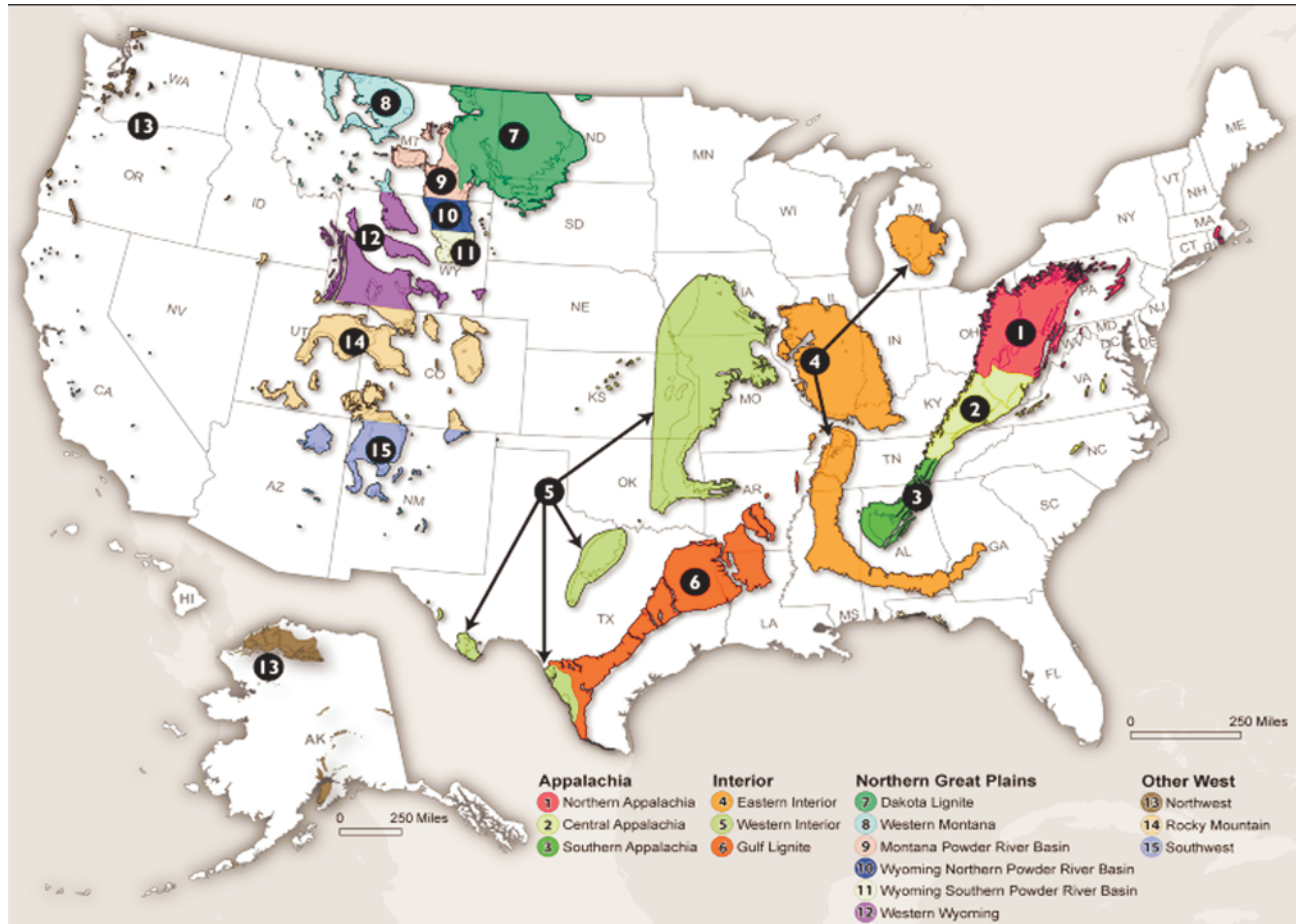 WA
13
OR
CA
NV
ID
8
MT
9
10
11
WY
12
7
ND
SD
NE
UT
14
CO
KS
15
AZ
NM
OK
5
TX
6
MN
WI
IA
MO
AR
LA
MI
IL
4
IN
OH
KY
TN
MS
AL
GA
FL
SC
NC
VA
WV
1
2
3
PA
NY
NJ
MD
DC
DE
CT
RI
MA
VT
NH
ME
HI
13
AK
0 250 Miles
0 250 Miles
Appalachia
1 Northern Appalachia
2 Central Appalachia
3 Southern Appalachia
Interior
4 Eastern Interior
5 Western Interior
6 Gulf Lignite
Northern Great Plains
7 Dakota Lignite
8 Western Montana
9 Montana Powder River Basin
10 Wyoming Northern Powder River Basin
11 Wyoming Southern Powder River Basin
12 Western Wyoming
Other West
13 Northwest
14 Rocky Mountain
15 Southwest